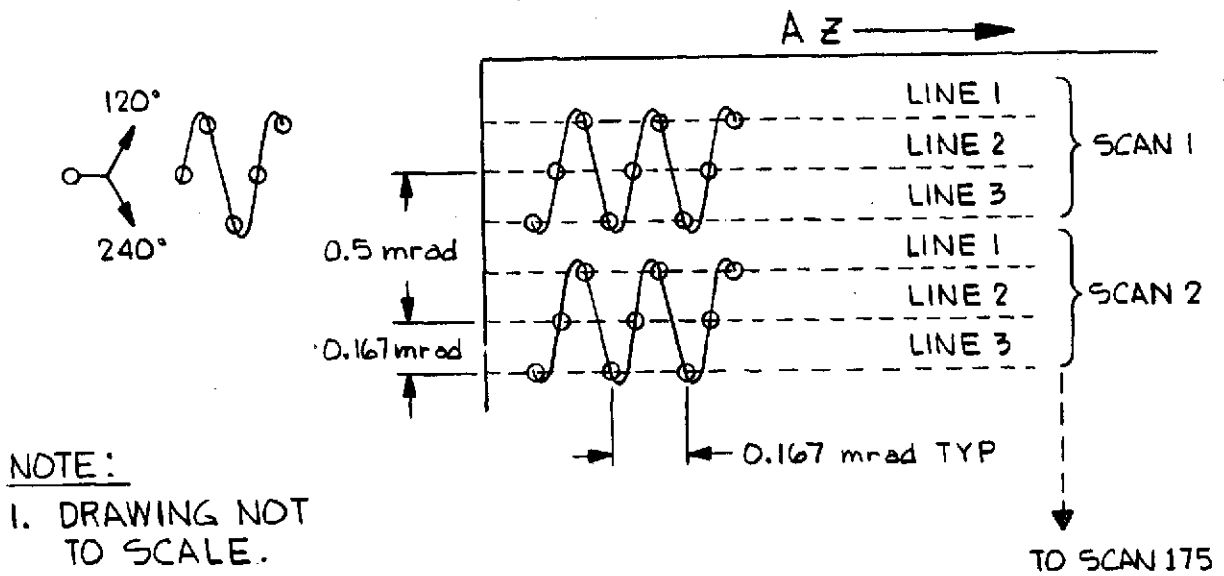 A Z
120°
240°
LINE 1
LINE 2
LINE 3
SCAN 1
0.5 mrad
LINE 1
LINE 2
LINE 3
SCAN 2
0.167 mrad
0.167 mrad TYP
NOTE:
1. DRAWING NOT
TO SCALE.
TO SCAN 175